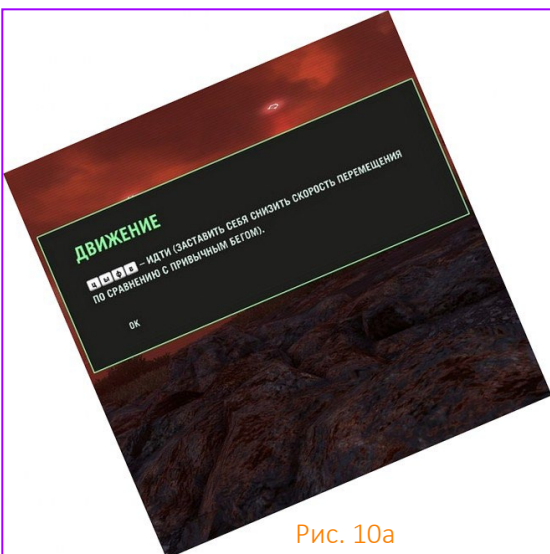 ДВИЖЕНИЕ
Ц Ы Ф В – ИДТИ (ЗАСТАВИТЬ СЕБЯ СНИЗИТЬ СКОРОСТЬ ПЕРЕМЕЩЕНИЯ
ПО СРАВНЕНИЮ С ПРИВЫЧНЫМ БЕГОМ).
OK
Рис. 10а